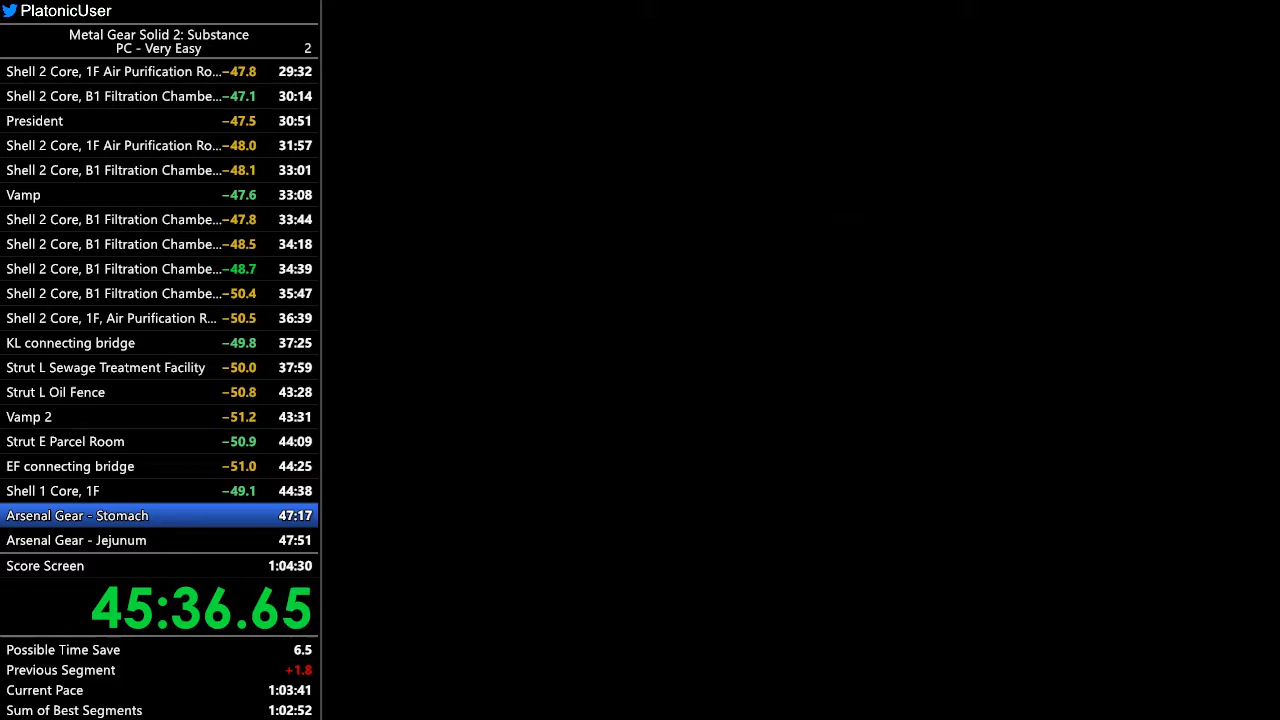 PlatonicUser
Metal Gear Solid 2: Substance
PC - Very Easy 2
Shell 2 Core, 1F Air Purification Ro... −47.8 29:32
Shell 2 Core, B1 Filtration Chambe... −47.1 30:14
President −47.5 30:51
Shell 2 Core, 1F Air Purification Ro... −48.0 31:57
Shell 2 Core, B1 Filtration Chambe... −48.1 33:01
Vamp −47.6 33:08
Shell 2 Core, B1 Filtration Chambe... −47.8 33:44
Shell 2 Core, B1 Filtration Chambe... −48.5 34:18
Shell 2 Core, B1 Filtration Chambe... −48.7 34:39
Shell 2 Core, B1 Filtration Chambe... −50.4 35:47
Shell 2 Core, 1F, Air Purification R... −50.5 36:39
KL connecting bridge −49.8 37:25
Strut L Sewage Treatment Facility −50.0 37:59
Strut L Oil Fence −50.8 43:28
Vamp 2 −51.2 43:31
Strut E Parcel Room −50.9 44:09
EF connecting bridge −51.0 44:25
Shell 1 Core, 1F −49.1 44:38
Arsenal Gear - Stomach 47:17
Arsenal Gear - Jejunum 47:51
Score Screen 1:04:30
45:36.65
Possible Time Save 6.5
Previous Segment +1.8
Current Pace 1:03:41
Sum of Best Segments 1:02:52